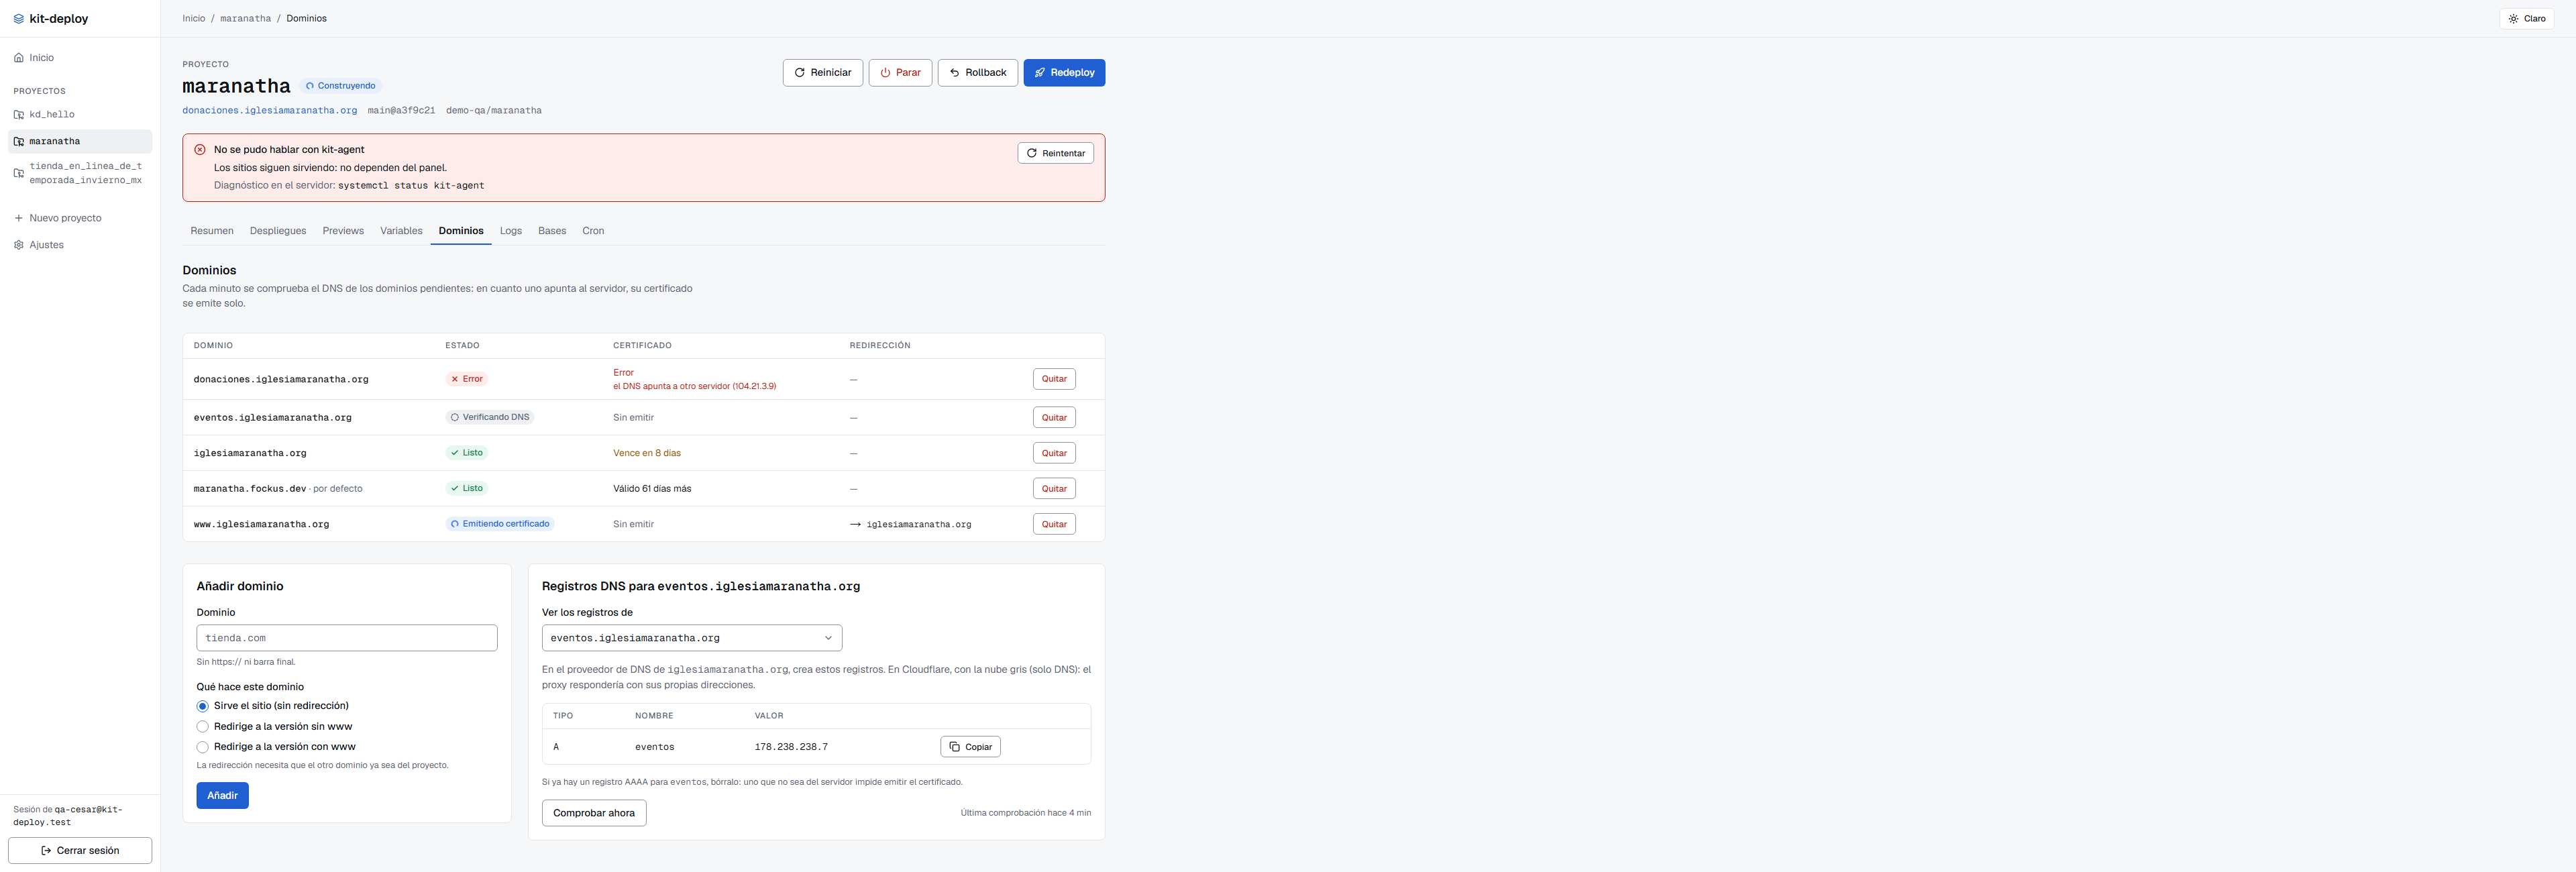 kit-deploy
Inicio
PROYECTOS
kd_hello
maranatha
tienda_en_linea_de_t
emporada_invierno_mx
Nuevo proyecto
Ajustes
Sesión de qa-cesar@kit-
deploy.test
Cerrar sesión
Inicio / maranatha / Dominios
Claro
PROYECTO
maranatha Construyendo
donaciones.iglesiamaranatha.org main@a3f9c21 demo-qa/maranatha
Reiniciar Parar Rollback Redeploy
No se pudo hablar con kit-agent
Los sitios siguen sirviendo: no dependen del panel.
Diagnóstico en el servidor: systemctl status kit-agent
Reintentar
Resumen Despliegues Previews Variables Dominios Logs Bases Cron
Dominios
Cada minuto se comprueba el DNS de los dominios pendientes: en cuanto uno apunta al servidor, su certificado
se emite solo.
DOMINIO ESTADO CERTIFICADO REDIRECCIÓN
donaciones.iglesiamaranatha.org Error Error — Quitar
el DNS apunta a otro servidor (104.21.3.9)
eventos.iglesiamaranatha.org Verificando DNS Sin emitir — Quitar
iglesiamaranatha.org Listo Vence en 8 días — Quitar
maranatha.fockus.dev · por defecto Listo Válido 61 días más — Quitar
www.iglesiamaranatha.org Emitiendo certificado Sin emitir → iglesiamaranatha.org Quitar
Añadir dominio
Dominio
tienda.com
Sin https:// ni barra final.
Qué hace este dominio
Sirve el sitio (sin redirección)
Redirige a la versión sin www
Redirige a la versión con www
La redirección necesita que el otro dominio ya sea del proyecto.
Añadir
Registros DNS para eventos.iglesiamaranatha.org
Ver los registros de
eventos.iglesiamaranatha.org
En el proveedor de DNS de iglesiamaranatha.org, crea estos registros. En Cloudflare, con la nube gris (solo DNS): el
proxy respondería con sus propias direcciones.
TIPO NOMBRE VALOR
A eventos 178.238.238.7 Copiar
Si ya hay un registro AAAA para eventos, bórralo: uno que no sea del servidor impide emitir el certificado.
Comprobar ahora
Última comprobación hace 4 min